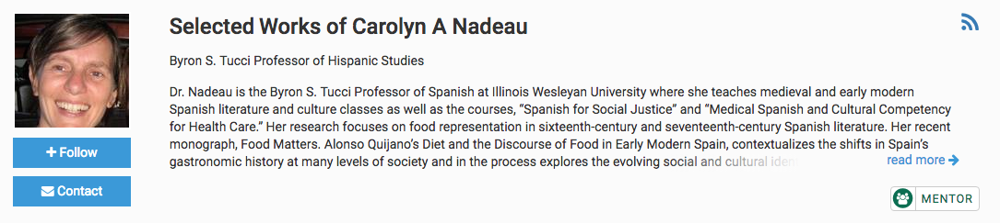 Selected Works of Carolyn A Nadeau
Byron S. Tucci Professor of Hispanic Studies
Dr. Nadeau is the Byron S. Tucci Professor of Spanish at Illinois Wesleyan University where she teaches medieval and early modern
Spanish literature and culture classes as well as the courses, “Spanish for Social Justice” and “Medical Spanish and Cultural Competency
for Health Care.” Her research focuses on food representation in sixteenth-century and seventeenth-century Spanish literature. Her recent
monograph, Food Matters. Alonso Quijano’s Diet and the Discourse of Food in Early Modern Spain, contextualizes the shifts in Spain’s
gastronomic history at many levels of society and in the process explores the evolving social and cultural
read more
Follow
Contact
MENTOR